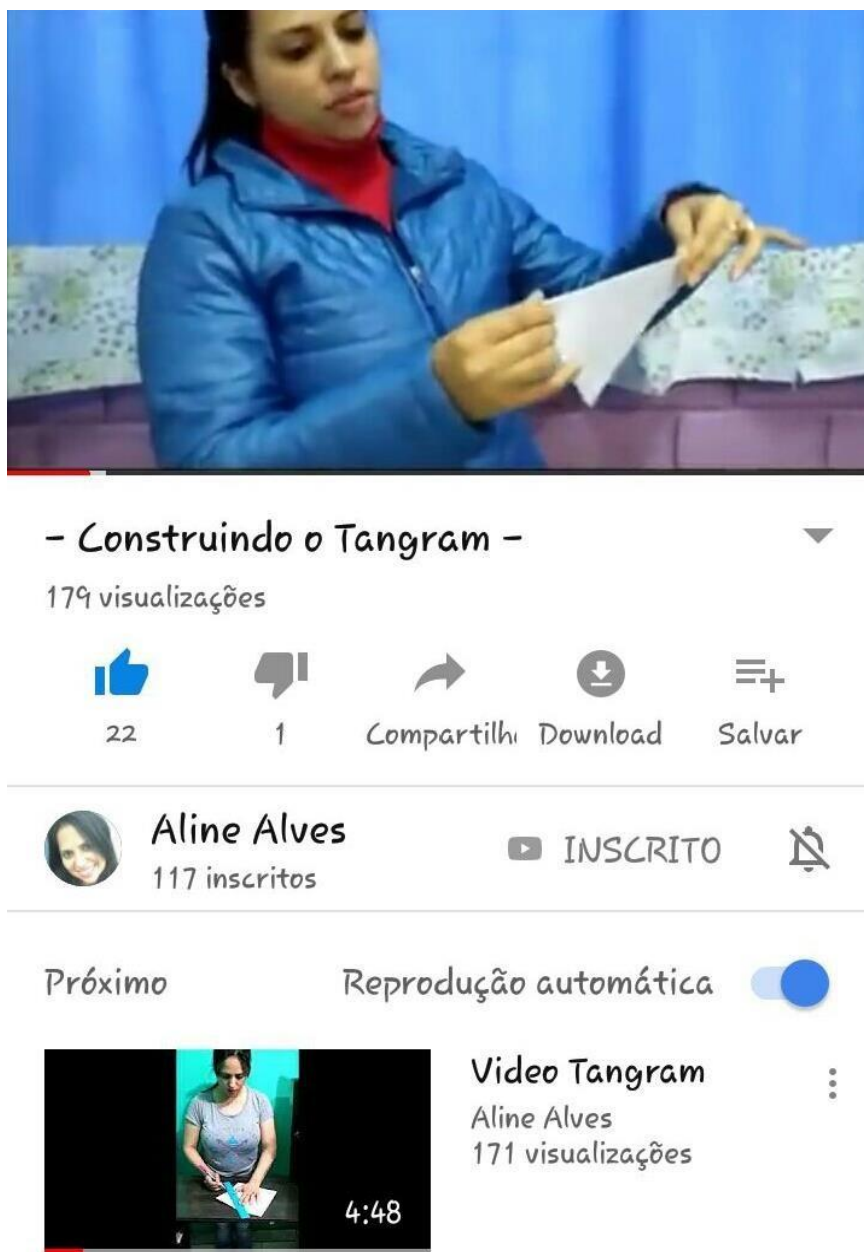 - Construindo o Tangram -
179 visualizações
22
1
Compartilh
Download
Salvar
Aline Alves
117 inscritos
INSCRITO
Próximo
Reprodução automática
Video Tangram
Aline Alves
171 visualizações
4:48